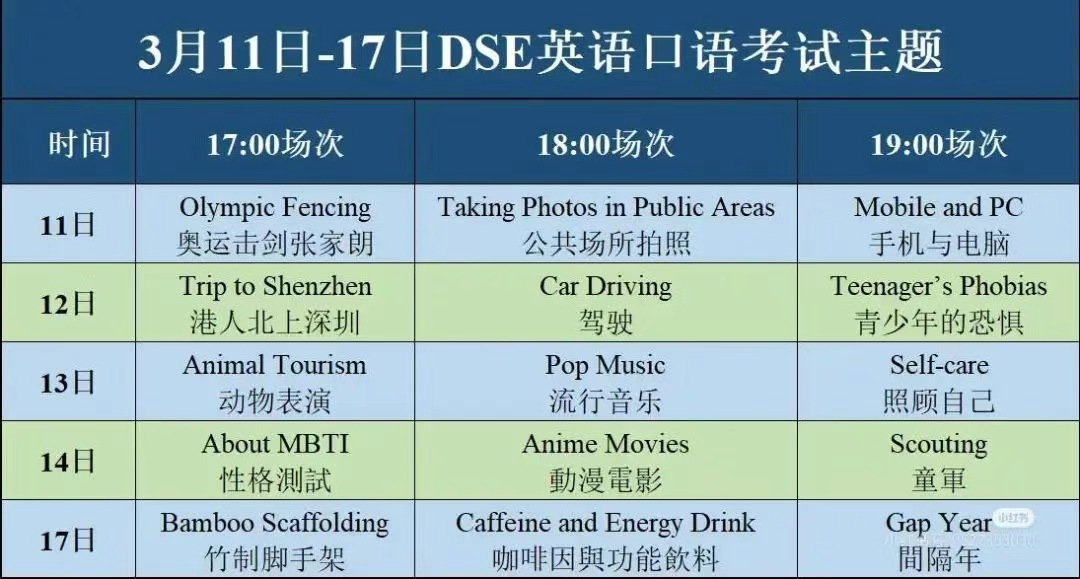 3月11日-17日DSE英语口语考试主题
时间 17:00场次 18:00场次 19:00场次
11日
Olympic Fencing
奥运击剑张家朗
Taking Photos in Public Areas
公共场所拍照
Mobile and PC
手机与电脑
12日
Trip to Shenzhen
港人北上深圳
Car Driving
驾驶
Teenager’s Phobias
青少年的恐惧
13日
Animal Tourism
动物表演
Pop Music
流行音乐
Self-care
照顾自己
14日
About MBTI
性格測試
Anime Movies
動漫電影
Scouting
童軍
17日
Bamboo Scaffolding
竹制脚手架
Caffeine and Energy Drink
咖啡因與功能飲料
Gap Year
間隔年
小红书